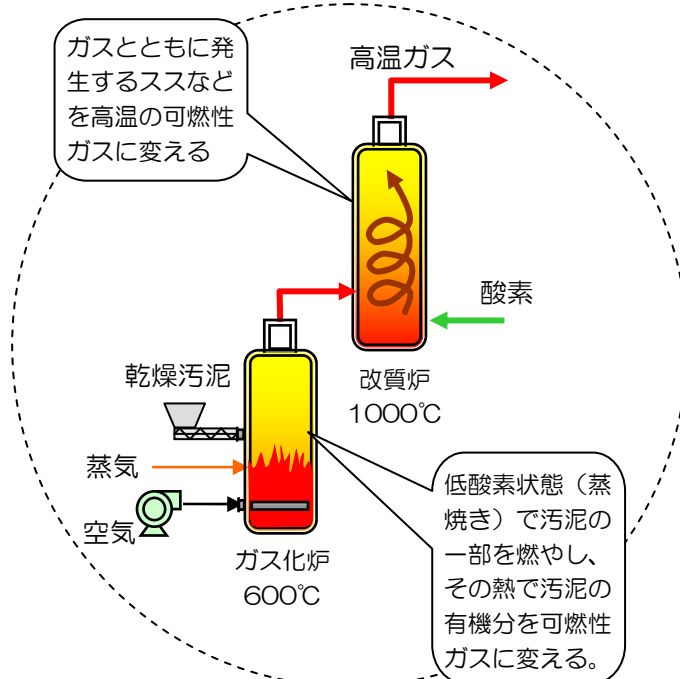 ガスとともに発
生するススなど
を高温の可燃性
ガスに変える
高温ガス
酸素
改質炉
1000℃
乾燥汚泥
蒸気
空気
ガス化炉
600℃
低酸素状態（蒸
焼き）で汚泥の
一部を燃やし、
その熱で汚泥の
有機分を可燃性
ガスに変える。